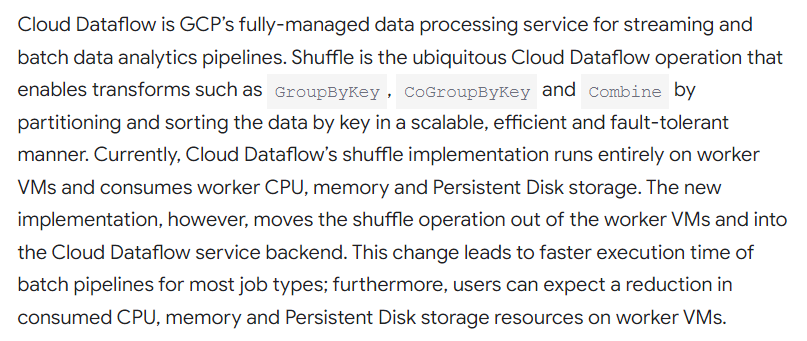 Cloud Dataflow is GCP’s fully-managed data processing service for streaming and
batch data analytics pipelines. Shuffle is the ubiquitous Cloud Dataflow operation that
enables transforms such as GroupByKey , CoGroupByKey and Combine by
partitioning and sorting the data by key in a scalable, efficient and fault-tolerant
manner. Currently, Cloud Dataflow’s shuffle implementation runs entirely on worker
VMs and consumes worker CPU, memory and Persistent Disk storage. The new
implementation, however, moves the shuffle operation out of the worker VMs and into
the Cloud Dataflow service backend. This change leads to faster execution time of
batch pipelines for most job types; furthermore, users can expect a reduction in
consumed CPU, memory and Persistent Disk storage resources on worker VMs.